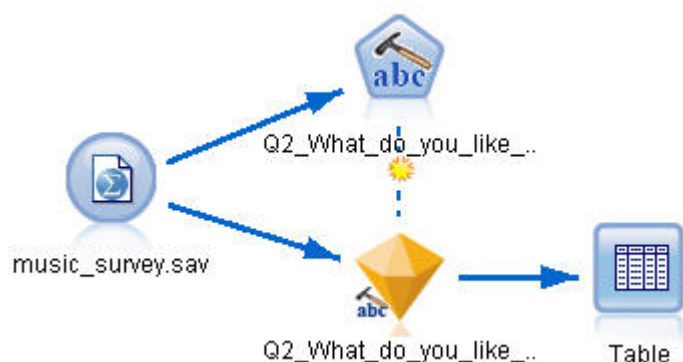 abc
Q2_What_do_you_like_..
music_survey.sav
abc
Q2_What_do_you_like_..
Table